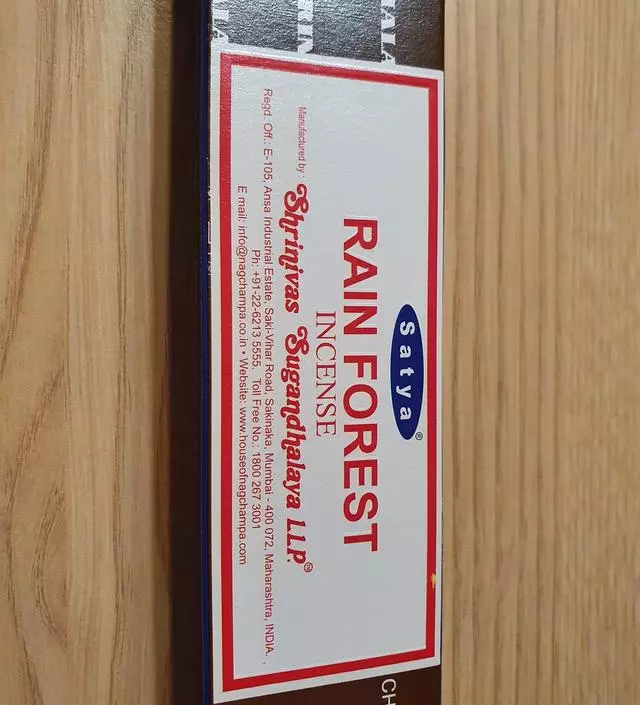 Satya®
RAIN FOREST
INCENSE
Manufactured by :
Shrinivas Sugandhalaya LLP.™
Regd. Off.: E-105, Ansa Industrial Estate, Saki-Vihar Road, Sakinaka, Mumbai - 400 072, Maharashtra, INDIA.
Ph: +91-22-6213 5555. Toll Free No.: 1800 267 3001
E mail: info@nagchampa.co.in • Website: www.houseofnagchampa.com